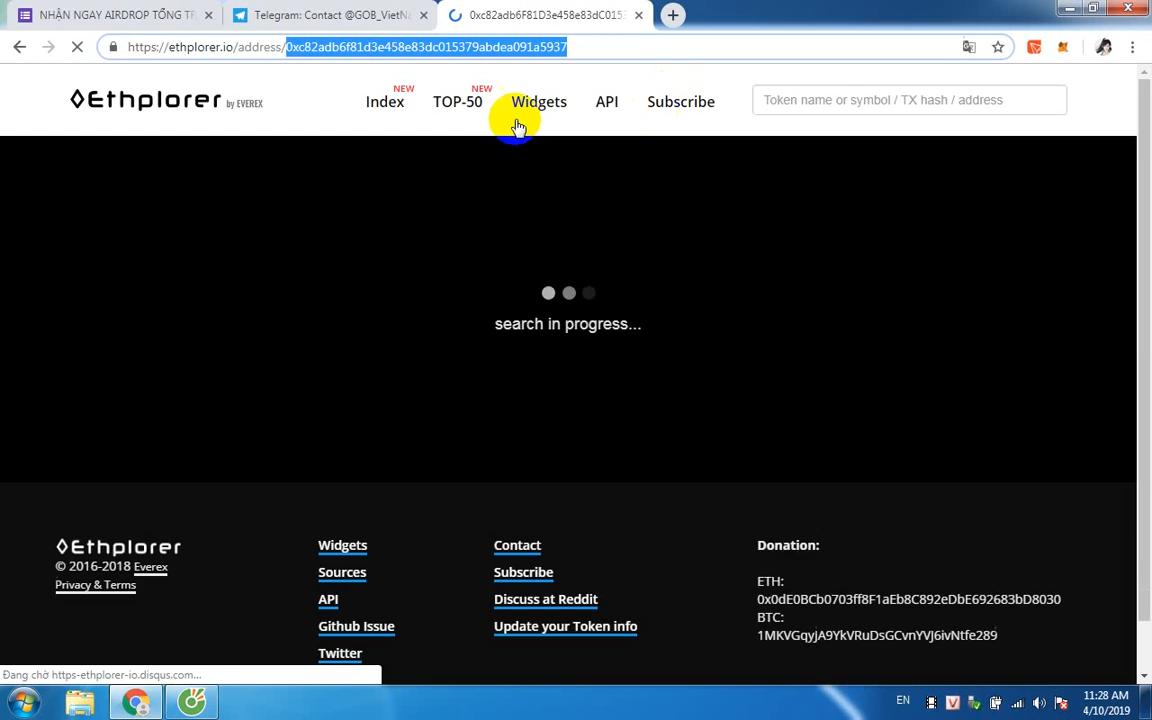 NHẬN NGAY AIRDROP TỔNG TR
Telegram: Contact @GOB_VietNa
0xc82adb6f81D3e458e83dC0153
https://ethplorer.io/address/0xc82adb6f81d3e458e83dc015379abdea091a5937
Ethplorer by EVEREX
Index NEW
TOP-50 NEW
Widgets
API
Subscribe
Token name or symbol / TX hash / address
search in progress...
Ethplorer
© 2016-2018 Everex
Privacy & Terms
Widgets
Sources
API
Github Issue
Twitter
Contact
Subscribe
Discuss at Reddit
Update your Token info
Donation:
ETH:
0x0dE0BCb0703ff8F1aEb8C892eDbE692683bD8030
BTC:
1MKVGqyjA9YkVRuDsGCvnYVJ6ivNtfe289
Đang chờ https-ethplorer-io.disqus.com...
EN
11:28 AM
4/10/2019